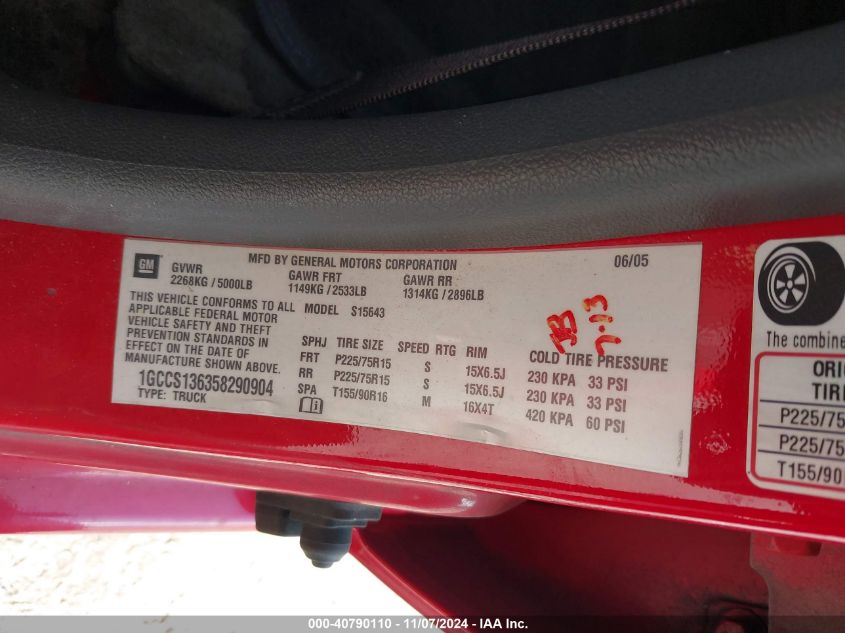 GM
MFD BY GENERAL MOTORS CORPORATION 06/05
GVWR GAWR FRT GAWR RR
2268KG / 5000LB 1149KG / 2533LB 1314KG / 2896LB
THIS VEHICLE CONFORMS TO ALL
APPLICABLE FEDERAL MOTOR
VEHICLE SAFETY AND THEFT
PREVENTION STANDARDS IN
EFFECT ON THE DATE OF
MANUFACTURE SHOWN ABOVE.
1GCCS136358290904
TYPE: TRUCK
MODEL S15643
SPHJ TIRE SIZE SPEED RTG RIM COLD TIRE PRESSURE
FRT P225/75R15 S 15X6.5J 230 KPA 33 PSI
RR P225/75R15 S 15X6.5J 230 KPA 33 PSI
SPA T155/90R16 M 16X4T 420 KPA 60 PSI
7-13
The combine
ORI
TIR
P225/75
P225/75
T155/90
000-40790110 - 11/07/2024 - IAA Inc.